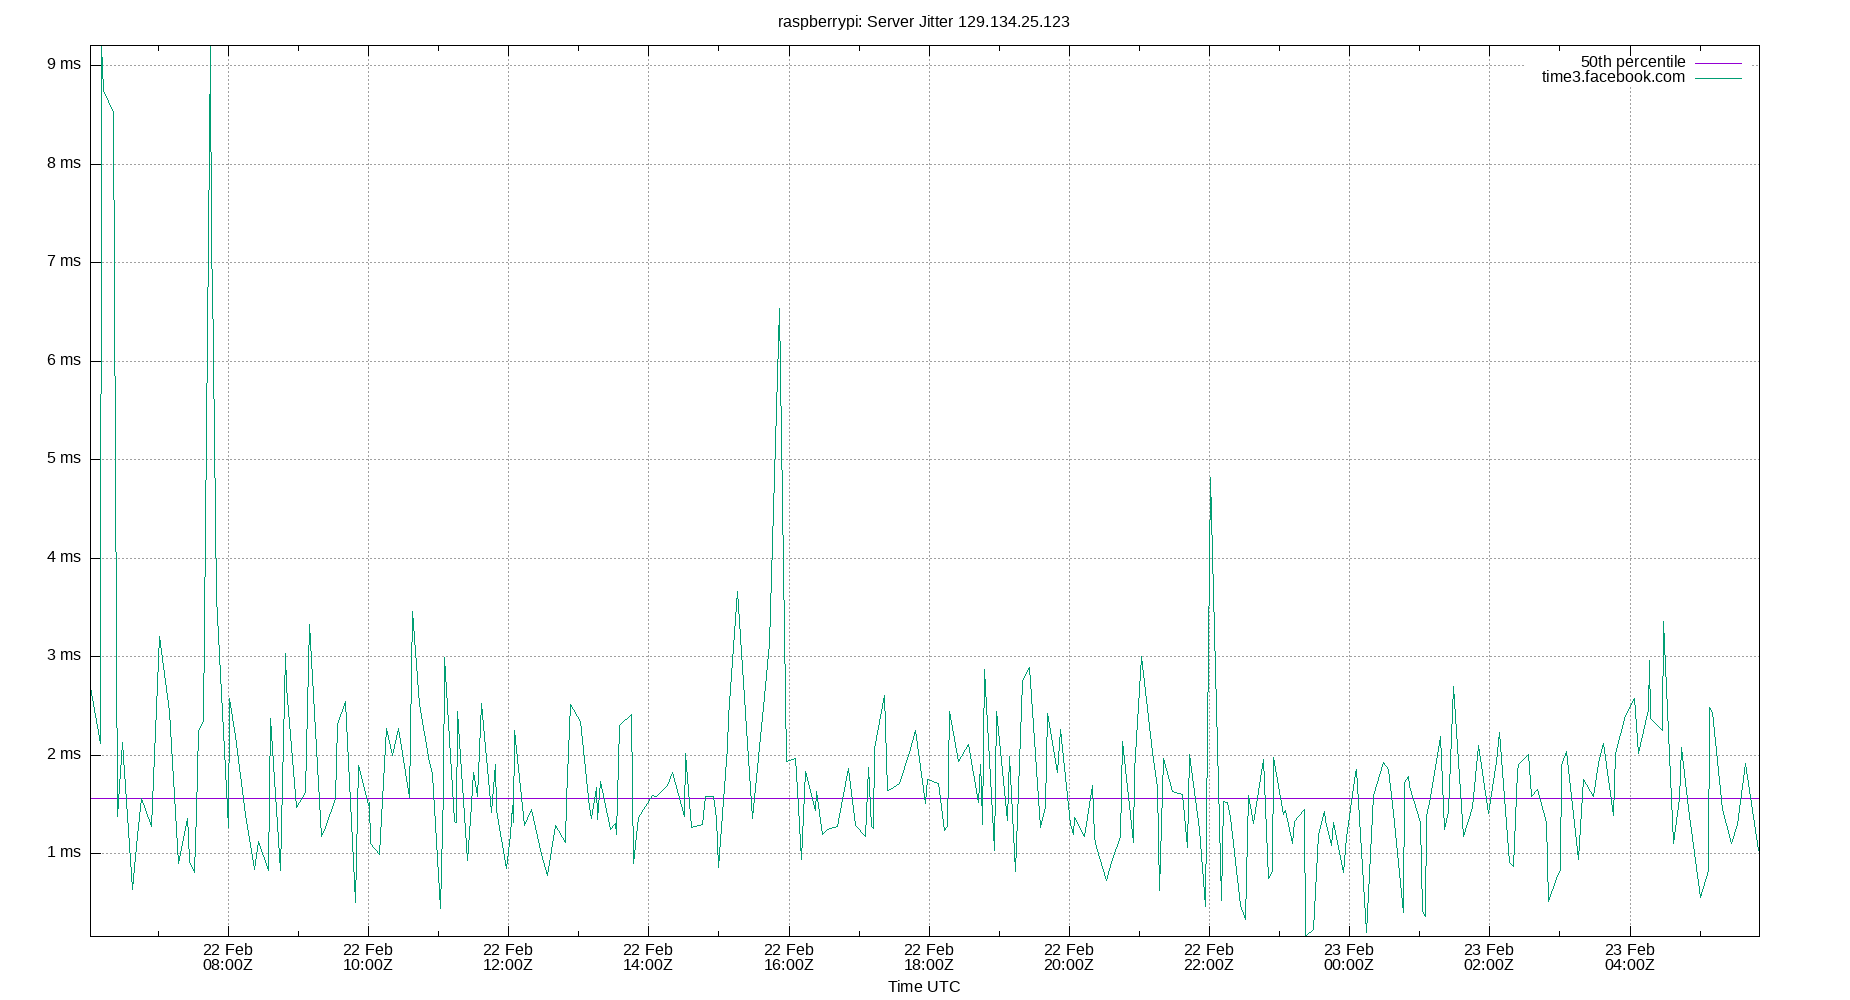 raspberrypi: Server Jitter 129.134.25.123
50th percentile
time3.facebook.com
9 ms
8 ms
7 ms
6 ms
5 ms
4 ms
3 ms
2 ms
1 ms
22 Feb 22 Feb 22 Feb 22 Feb 22 Feb 22 Feb 22 Feb 22 Feb 23 Feb 23 Feb 23 Feb
08:00Z 10:00Z 12:00Z 14:00Z 16:00Z 18:00Z 20:00Z 22:00Z 00:00Z 02:00Z 04:00Z
Time UTC